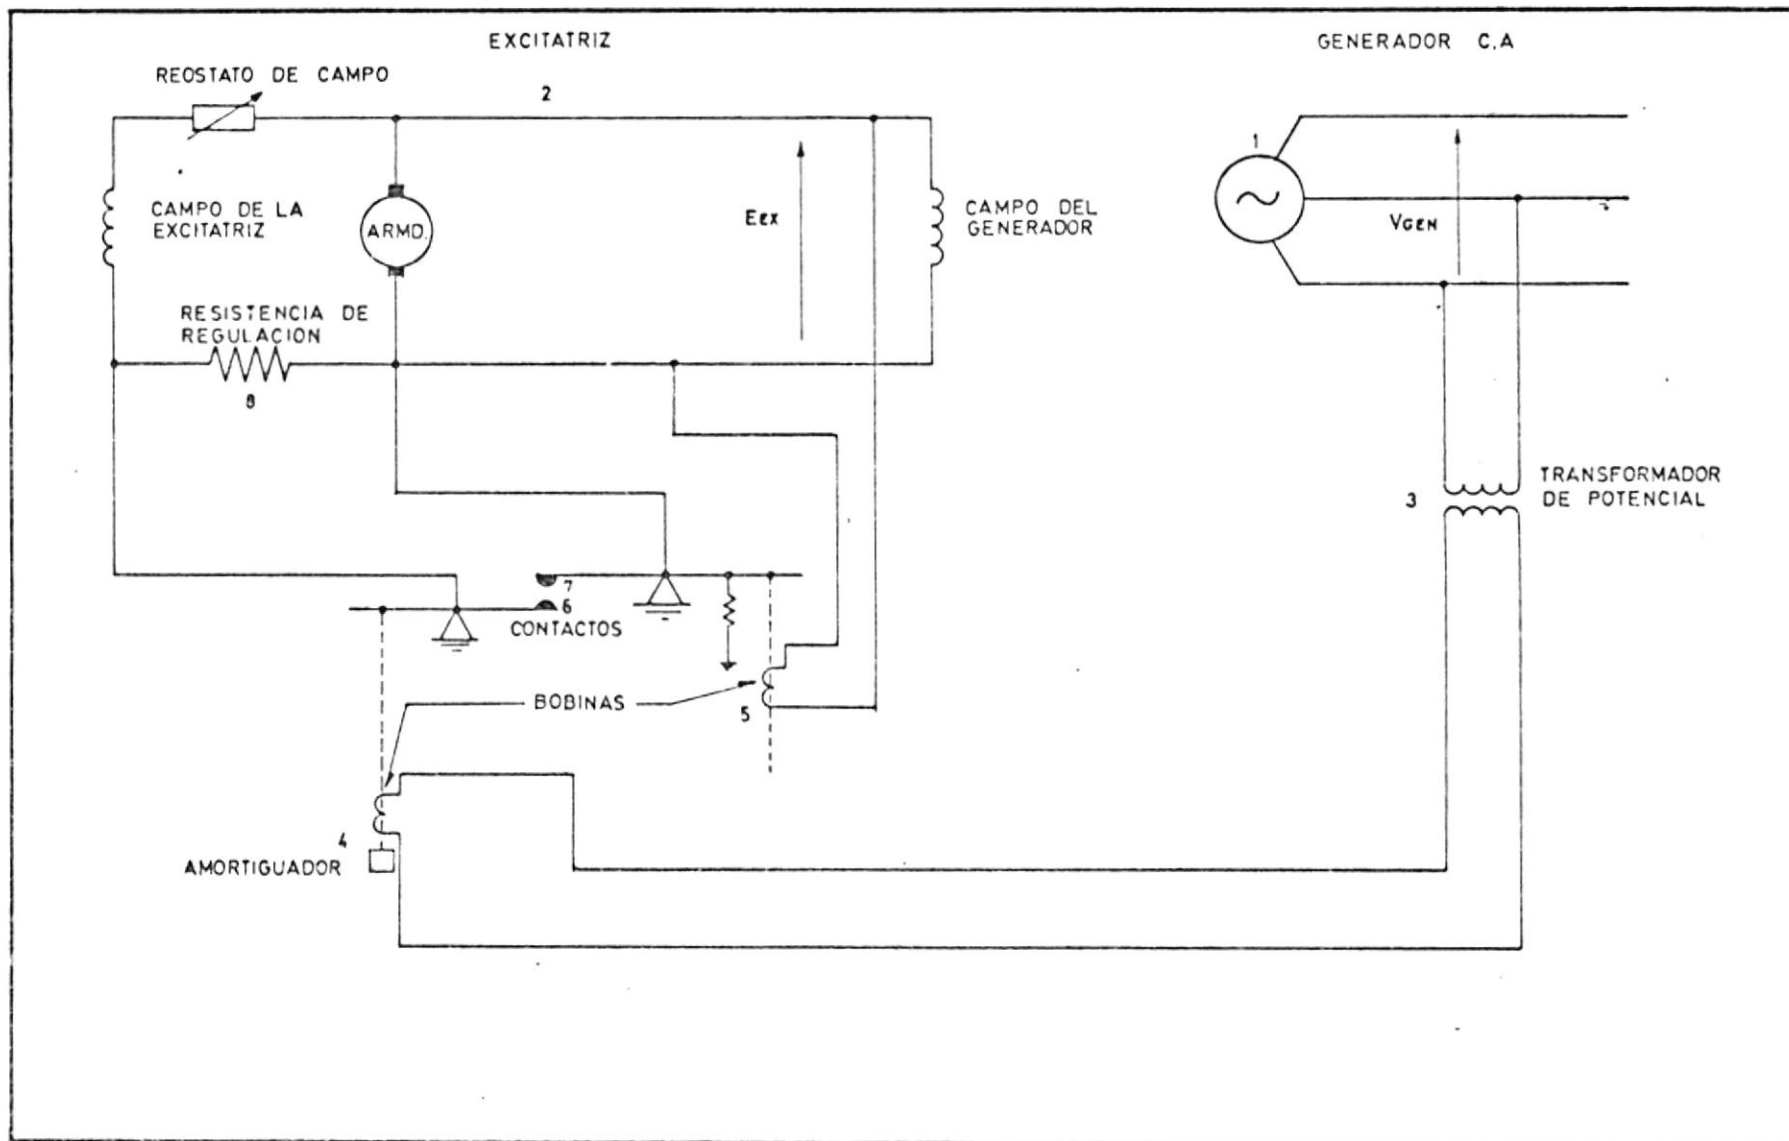 EXCITATRIZ
GENERADOR C.A
REOSTATO DE CAMPO
2
1
CAMPO DE LA
EXCITATRIZ
ARMD.
EEX
CAMPO DEL
GENERADOR
VGEN
RESISTENCIA DE
REGULACION
8
3
TRANSFORMADOR
DE POTENCIAL
7
6
CONTACTOS
BOBINAS
5
4
AMORTIGUADOR